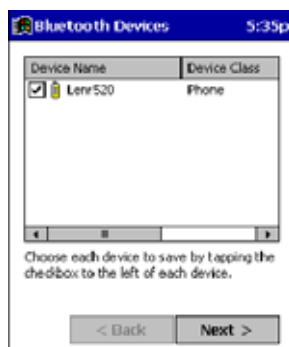 Bluetooth Devices 5:35p
Device Name Device Class
Lenr520 Phone
Choose each device to save by tapping the
checkbox to the left of each device.
< Back Next >